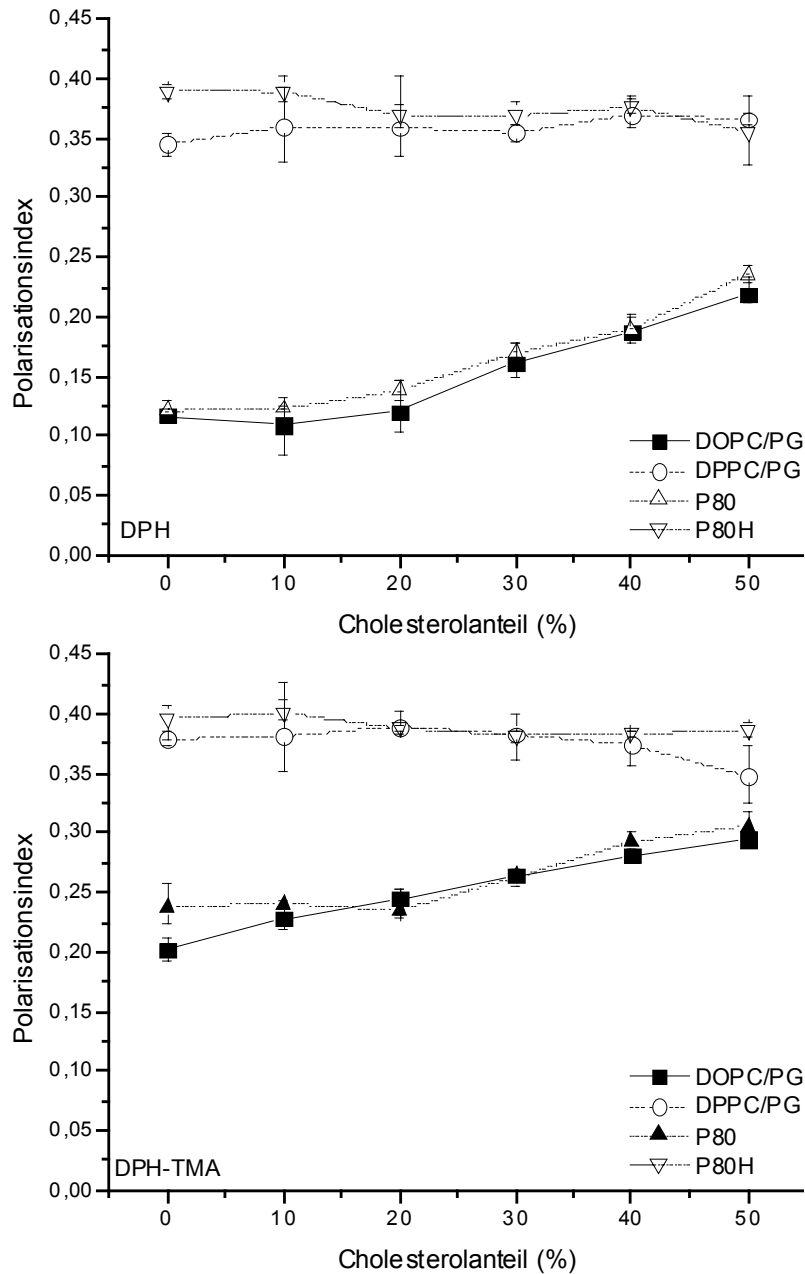 0,45
0,40
0,35
0,30
0,25
0,20
0,15
0,10
0,05
0,00
Polarisationsindex
DOPC/PG
DPPC/PG
P80
P80H
DPH
0 10 20 30 40 50
Cholesterolanteil (%)
0,45
0,40
0,35
0,30
0,25
0,20
0,15
0,10
0,05
0,00
Polarisationsindex
DOPC/PG
DPPC/PG
P80
P80H
DPH-TMA
0 10 20 30 40 50
Cholesterolanteil (%)